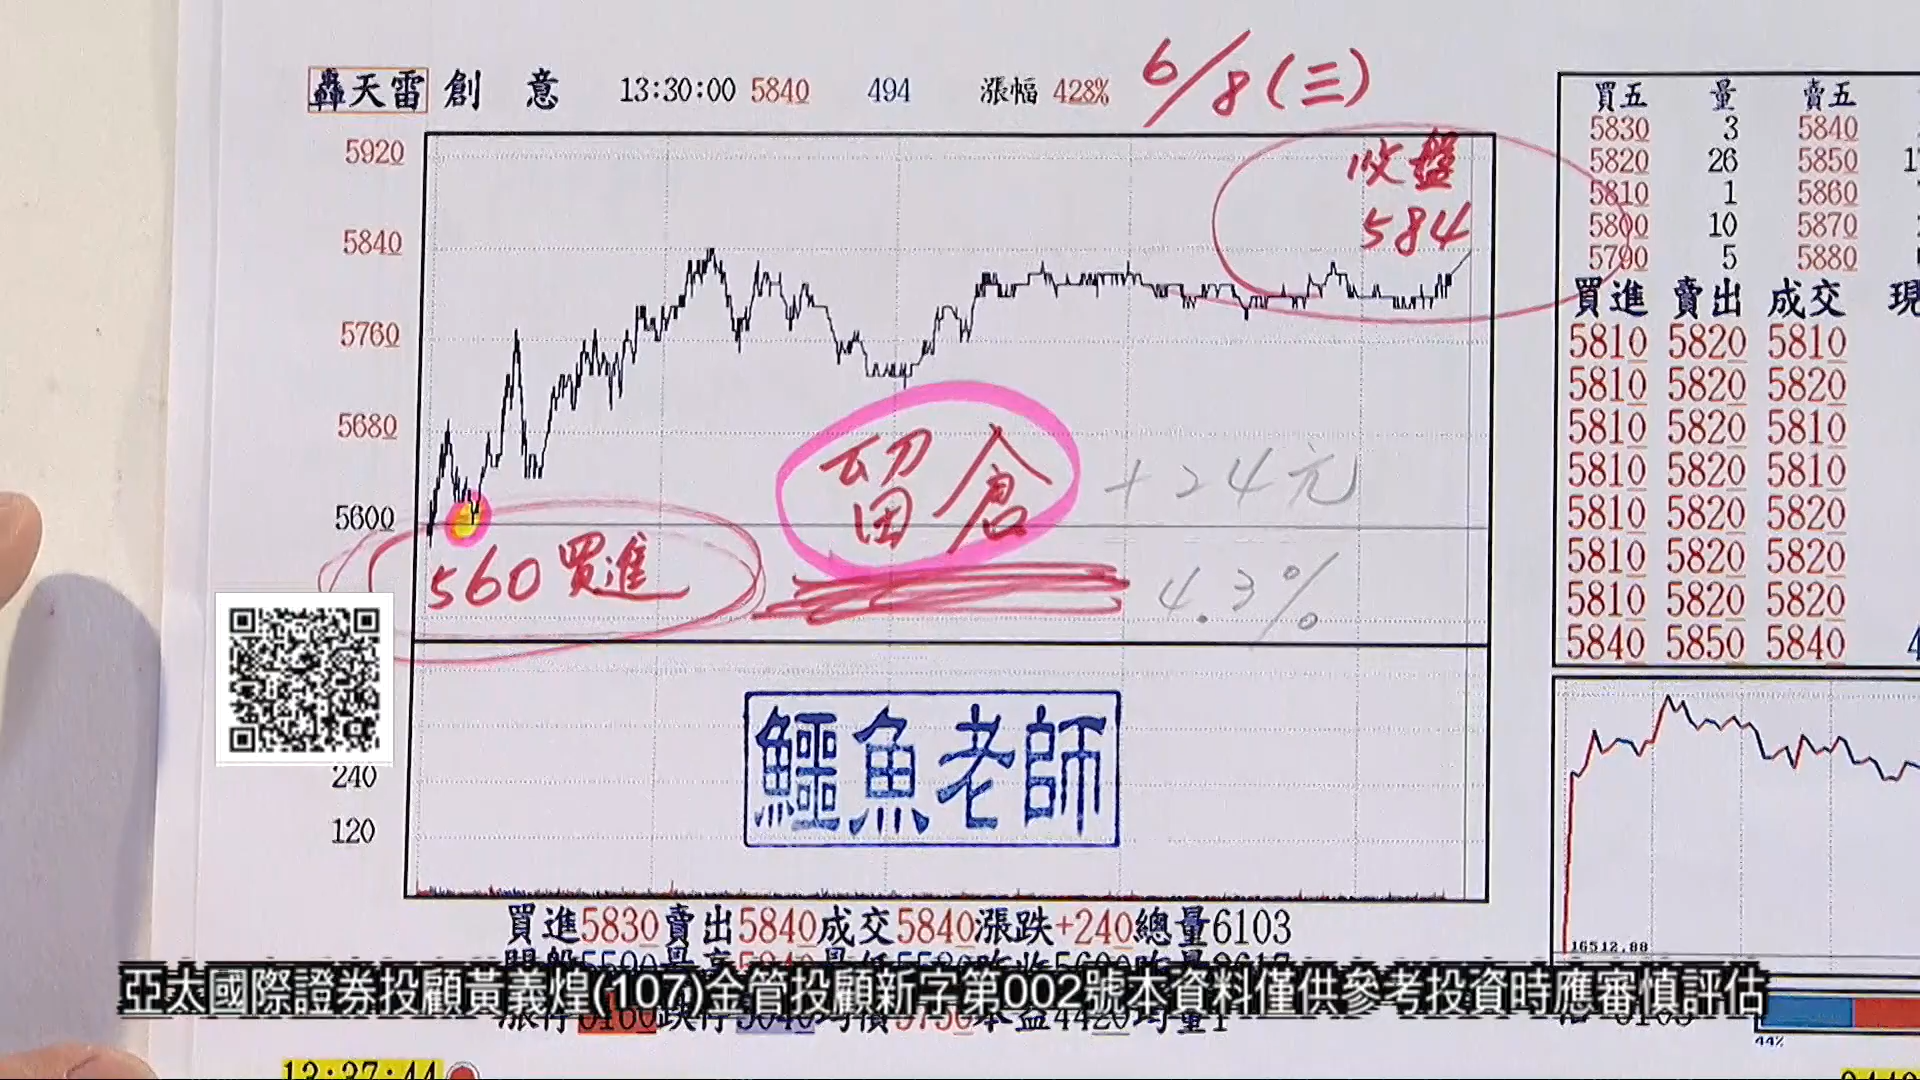 轟天雷 創 意 13:30:00 5840 494 漲幅 428% 6/8(三)
5920
5840
5760
5680
5600
240
120
收盤
584
留倉
+24元
4.3%
560買進
鱷魚老師
買五 量 賣五
5830 3 5840
5820 26 5850
5810 1 5860
5800 10 5870
5790 5 5880
買進 賣出 成交 現
5810 5820 5810
5810 5820 5820
5810 5820 5810
5810 5820 5810
5810 5820 5820
5810 5820 5820
5810 5820 5820
5840 5850 5840
16512.88
買進5830賣出5840成交5840漲跌+240總量6103
亞太國際證券投顧黃義煌(107)金管投顧新字第002號本資料僅供參考投資時應審慎評估
44%
13:37:44